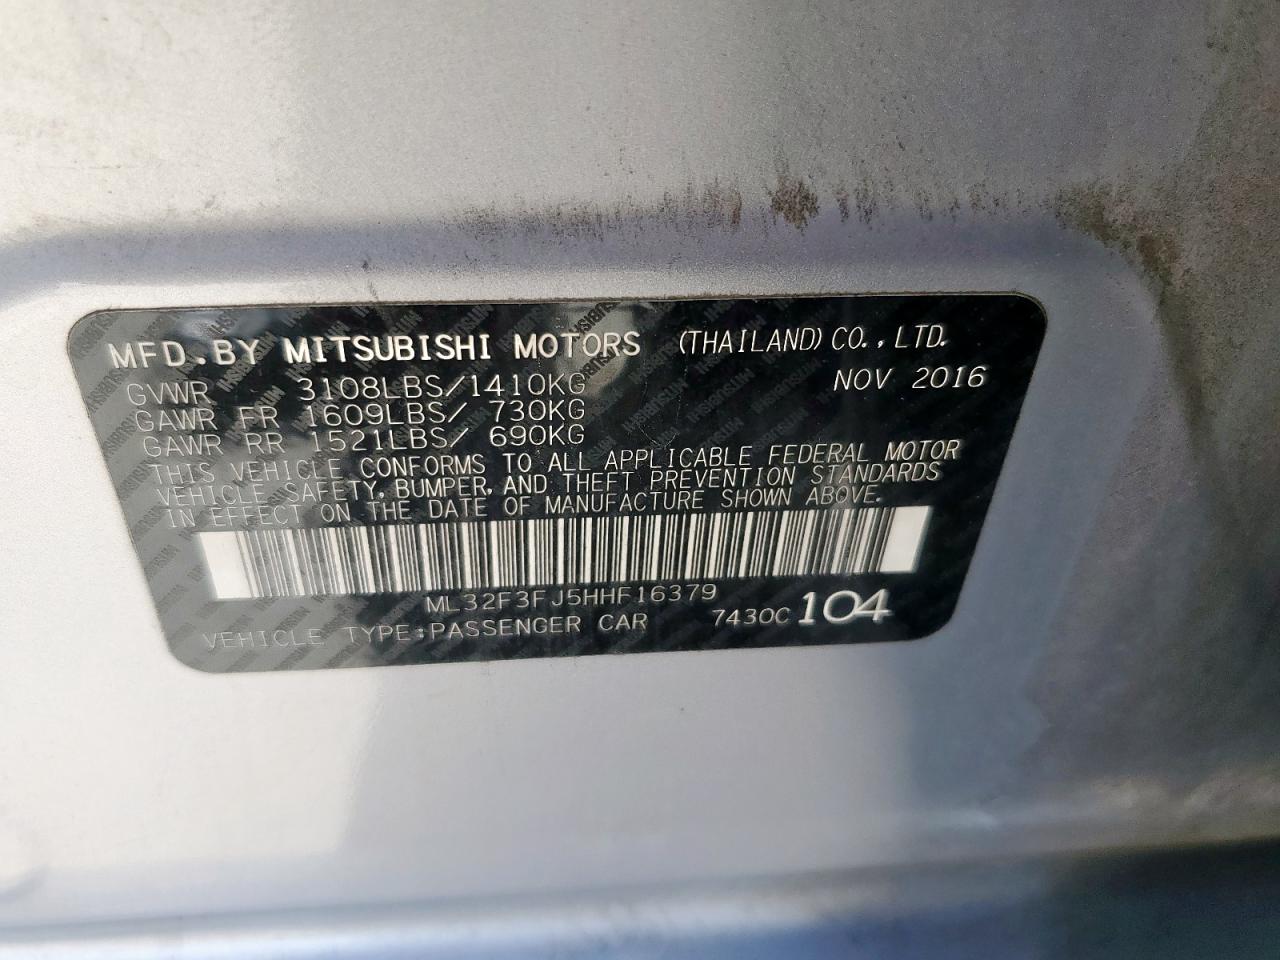 MFD.BY MITSUBISHI MOTORS (THAILAND) CO., LTD.
GVWR 3108LBS/1410KG NOV 2016
GAWR FR 1609LBS/ 730KG
GAWR RR 1521LBS/ 690KG
THIS VEHICLE CONFORMS TO ALL APPLICABLE FEDERAL MOTOR
VEHICLE SAFETY, BUMPER, AND THEFT PREVENTION STANDARDS
IN EFFECT ON THE DATE OF MANUFACTURE SHOWN ABOVE.
ML32F3FJ5HHF16379
VEHICLE TYPE:PASSENGER CAR 7430C 104